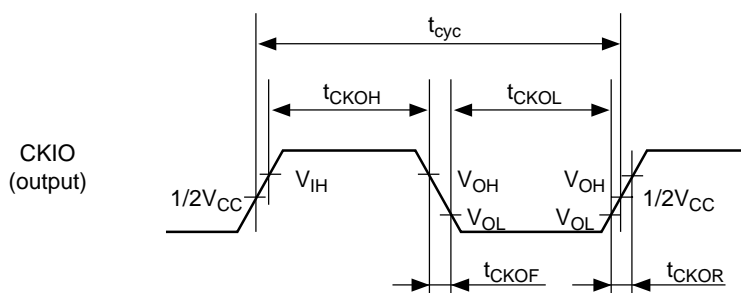 tcyc
tCKOH
tCKOL
CKIO
(output)
VIH
VOH
VOH
1/2VCC
1/2VCC
VOL
VOL
tCKOF
tCKOR